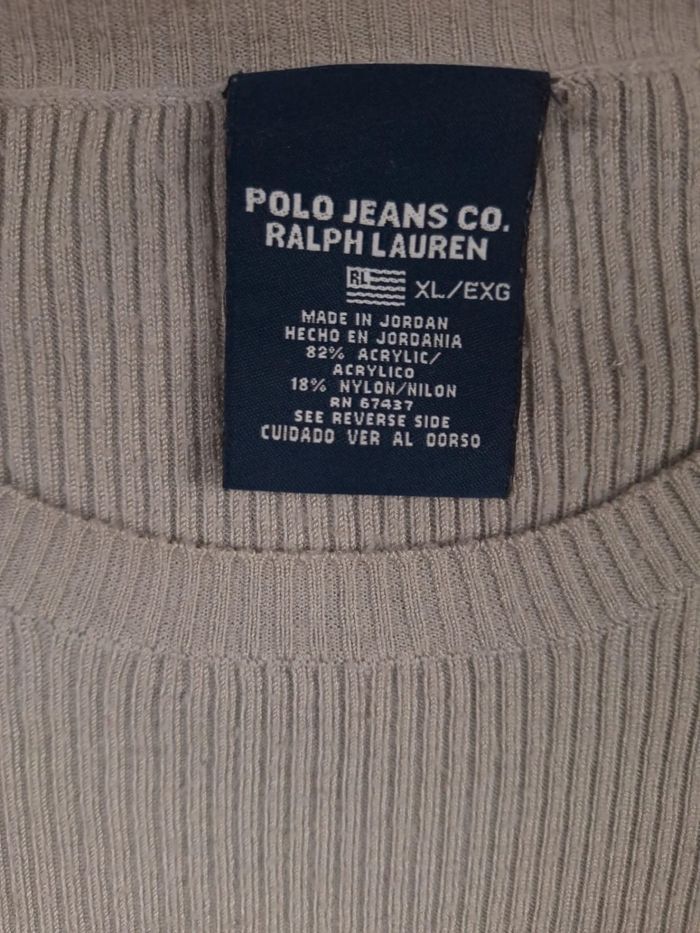 POLO JEANS CO.
RALPH LAUREN
RL XL/EXG
MADE IN JORDAN
HECHO EN JORDANIA
82% ACRYLIC/
ACRYLICO
18% NYLON/NILON
RN 67437
SEE REVERSE SIDE
CUIDADO VER AL DORSO